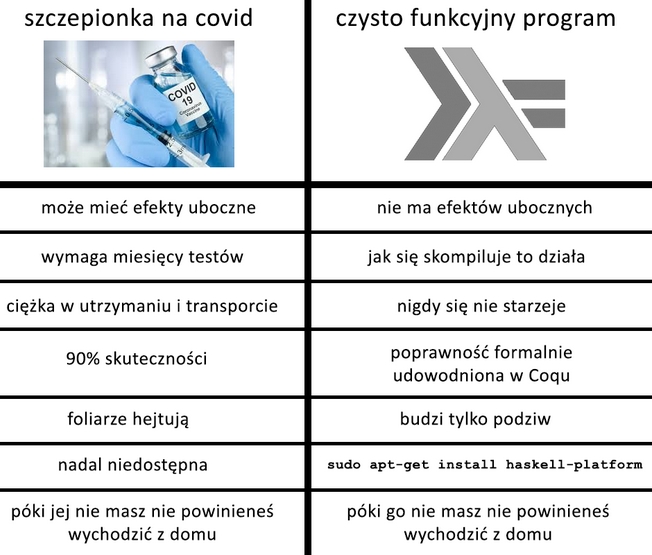 szczepionka na covid
czysto funkcyjny program
COVID
19
Coronavirus
Vaccine
może mieć efekty uboczne
nie ma efektów ubocznych
wymaga miesięcy testów
jak się skompiluje to działa
ciężka w utrzymaniu i transporcie
nigdy się nie starzeje
90% skuteczności
poprawność formalnie
udowodniona w Coqu
foliarze hejtują
budzi tylko podziw
nadal niedostępna
sudo apt-get install haskell-platform
póki jej nie masz nie powinieneś
wychodzić z domu
póki go nie masz nie powinieneś
wychodzić z domu